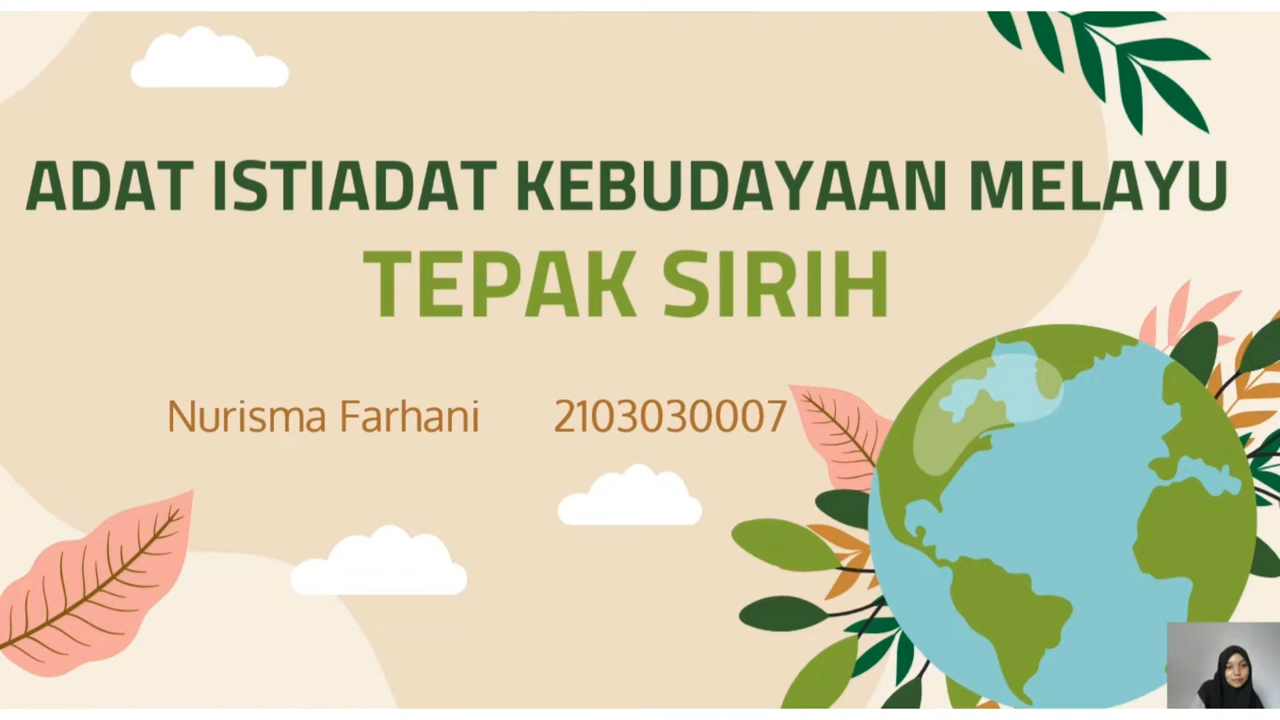 ADAT ISTIADAT KEBUDAYAAN MELAYU
TEPAK SIRIH
Nurisma Farhani 2103030007